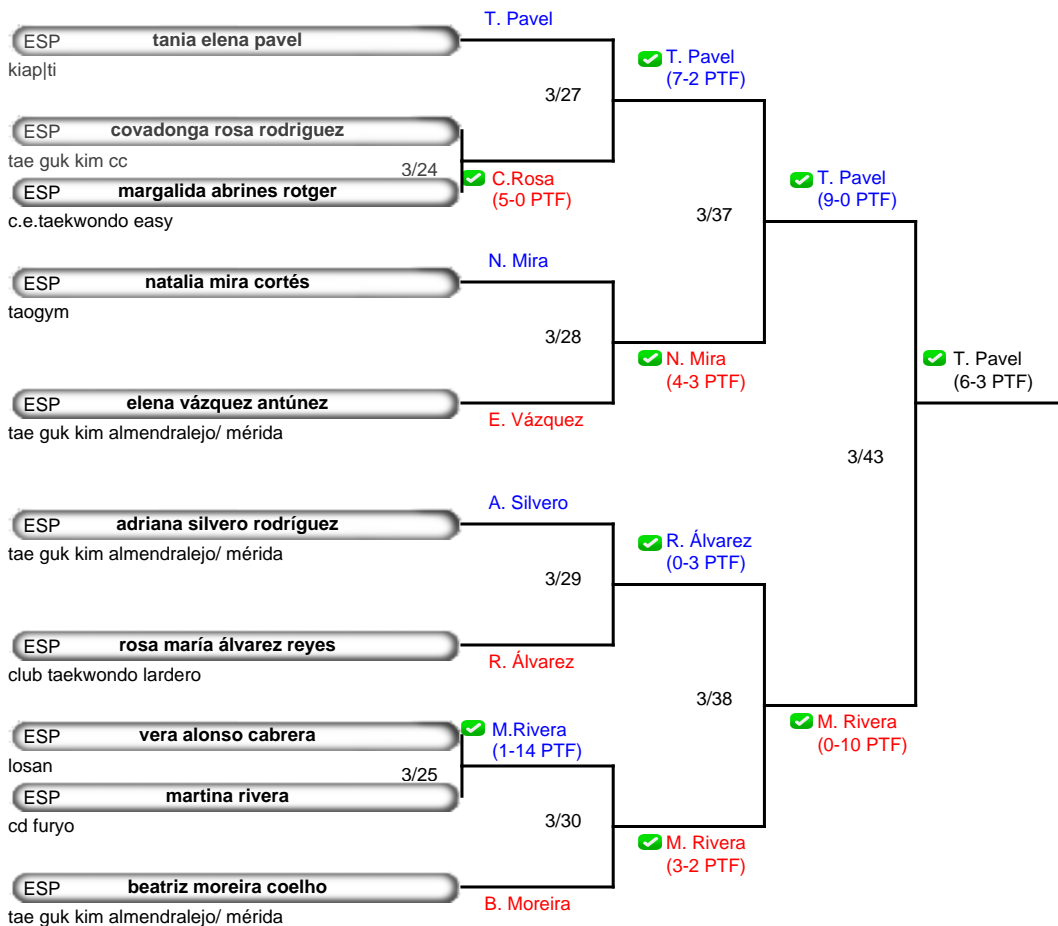 T. Pavel
ESP tania elena pavel
kiap|ti
T. Pavel
(7-2 PTF)
3/27
ESP covadonga rosa rodriguez
tae guk kim cc
3/24
C.Rosa
(5-0 PTF)
ESP margalida abrines rotger
c.e.taekwondo easy
T. Pavel
(9-0 PTF)
3/37
N. Mira
ESP natalia mira cortés
taogym
3/28
N. Mira
(4-3 PTF)
T. Pavel
(6-3 PTF)
ESP elena vázquez antúnez
tae guk kim almendralejo/ mérida
E. Vázquez
3/43
A. Silvero
ESP adriana silvero rodríguez
tae guk kim almendralejo/ mérida
R. Álvarez
(0-3 PTF)
3/29
ESP rosa maría álvarez reyes
club taekwondo lardero
R. Álvarez
3/38
M. Rivera
(0-10 PTF)
ESP vera alonso cabrera
losan
M.Rivera
(1-14 PTF)
3/25
ESP martina rivera
cd furyo
3/30
M. Rivera
(3-2 PTF)
ESP beatriz moreira coelho
tae guk kim almendralejo/ mérida
B. Moreira